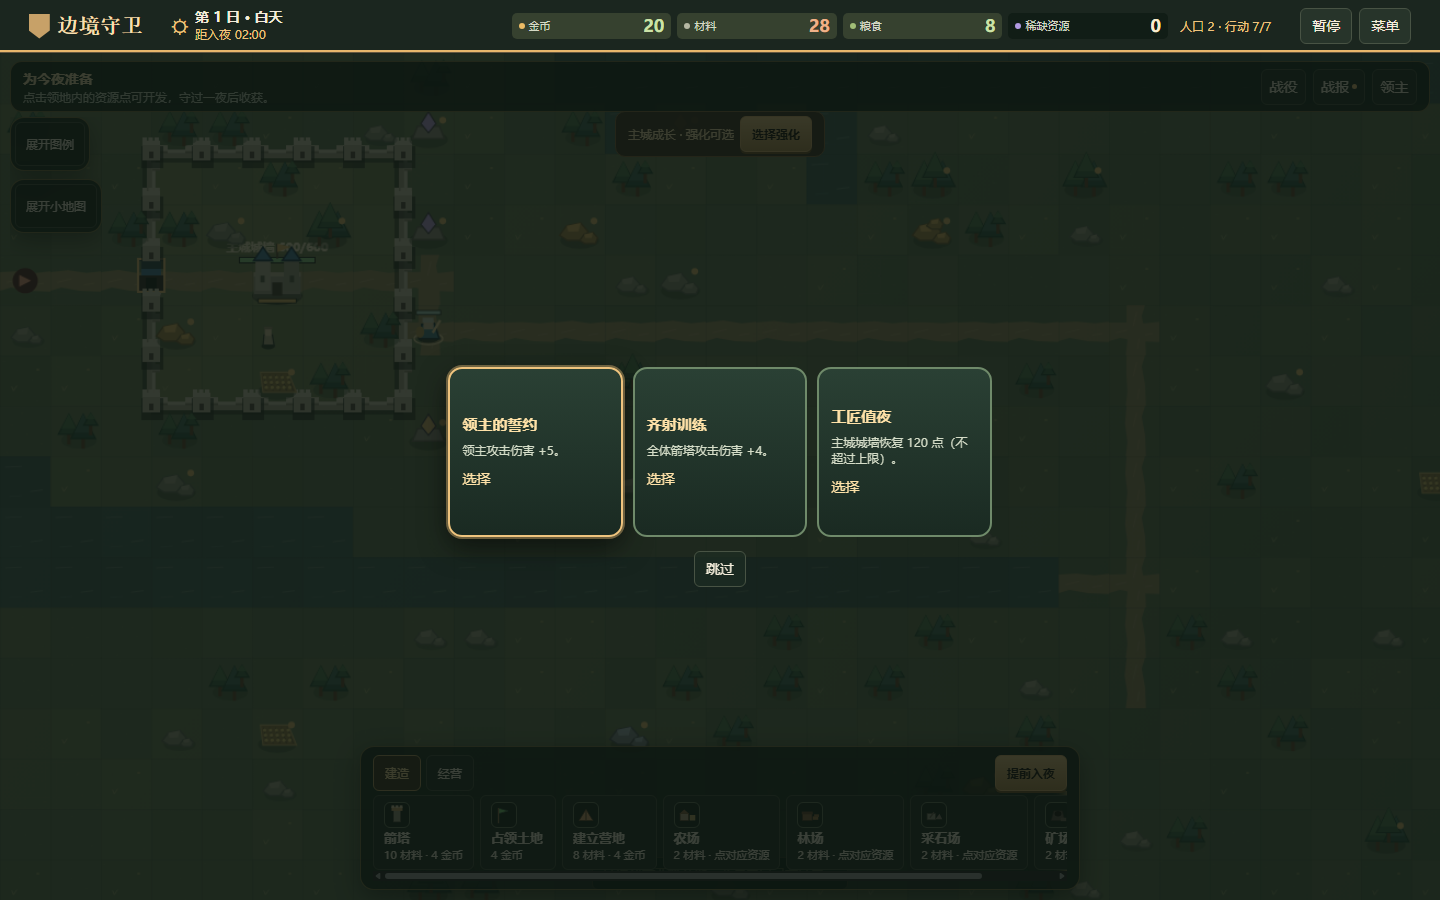 边境守卫
第 1 日 · 白天
距入夜 02:00
金币 20
材料 28
粮食 8
稀缺资源 0
人口 2 · 行动 7/7
暂停
菜单
为今夜准备
点击领地内的资源点可开发，守过一夜后收获。
战役
战报
领主
展开图例
展开小地图
主城成长 · 强化可选
选择强化
领主的誓约
领主攻击伤害 +5。
选择
齐射训练
全体箭塔攻击伤害 +4。
选择
工匠值夜
主城城墙恢复 120 点（不
超过上限）。
选择
跳过
建造
经营
提前入夜
箭塔
10 材料 · 4 金币
占领土地
4 金币
建立营地
8 材料 · 4 金币
农场
2 材料 · 点对应资源
林场
2 材料 · 点对应资源
采石场
2 材料 · 点对应资源
矿场
2 材